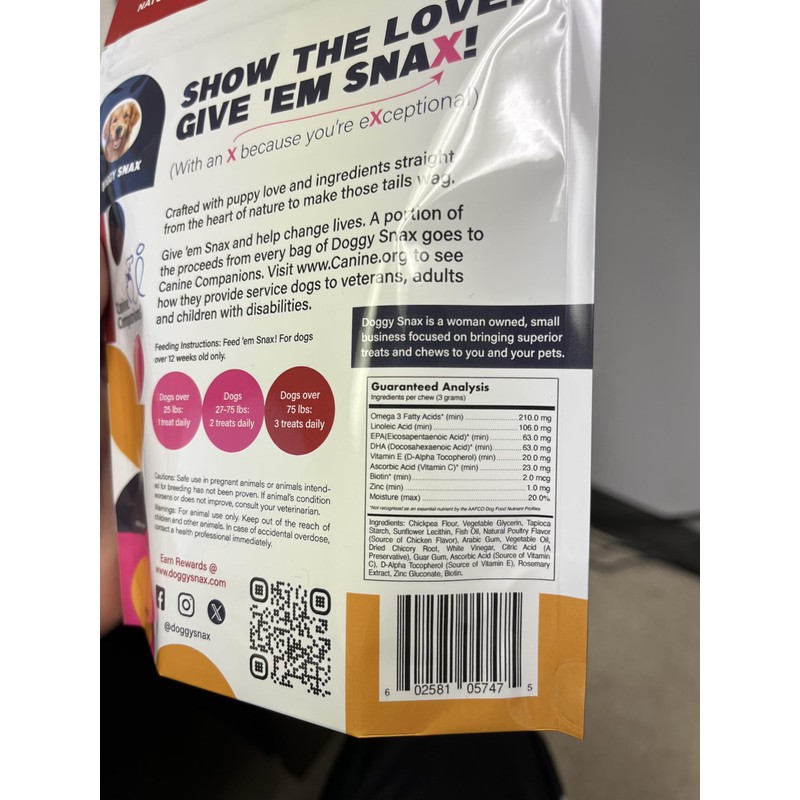 SHOW THE LOVE.
GIVE 'EM SNAX!
(With an X because you're eXceptional)
DOGGY SNAX
Crafted with puppy love and ingredients straight
from the heart of nature to make those tails wag.
Give 'em Snax and help change lives. A portion of
the proceeds from every bag of Doggy Snax goes to
Canine Companions. Visit www.Canine.org to see
how they provide service dogs to veterans, adults
and children with disabilities.
Doggy Snax is a woman owned, small
business focused on bringing superior
treats and chews to you and your pets.
Feeding Instructions: Feed 'em Snax! For dogs
over 12 weeks old only.
Dogs over
25 lbs:
1 treat daily
Dogs
27-75 lbs:
2 treats daily
Dogs over
75 lbs:
3 treats daily
Cautions: Safe use in pregnant animals or animals intend-
ed for breeding has not been proven. If animal's condition
worsens or does not improve, consult your veterinarian.
Warnings: For animal use only. Keep out of the reach of
children and other animals. In case of accidental overdose,
contact a health professional immediately.
Earn Rewards @
www.doggysnax.com
@doggysnax
Guaranteed Analysis
Ingredients per chew (3 grams)
Omega 3 Fatty Acids* (min) 210.0 mg
Linoleic Acid (min) 106.0 mg
EPA(Eicosapentaenoic Acid)* (min) 63.0 mg
DHA (Docosahexaenoic Acid)* (min) 63.0 mg
Vitamin E (D-Alpha Tocopherol) (min) 20.0 mg
Ascorbic Acid (Vitamin C)* (min) 23.0 mg
Biotin* (min) 2.0 mcg
Zinc (min) 1.0 mg
Moisture (max) 20.0%
*Not recognized as an essential nutrient by the AAFCO Dog Food Nutrient Profiles.
Ingredients: Chickpea Flour, Vegetable Glycerin, Tapioca
Starch, Sunflower Lecithin, Fish Oil, Natural Poultry Flavor
(Source of Chicken Flavor), Arabic Gum, Vegetable Oil,
Dried Chicory Root, White Vinegar, Citric Acid (A
Preservative), Guar Gum, Ascorbic Acid (Source of Vitamin
C), D-Alpha Tocopherol (Source of Vitamin E), Rosemary
Extract, Zinc Gluconate, Biotin.
6 02581 05747 5